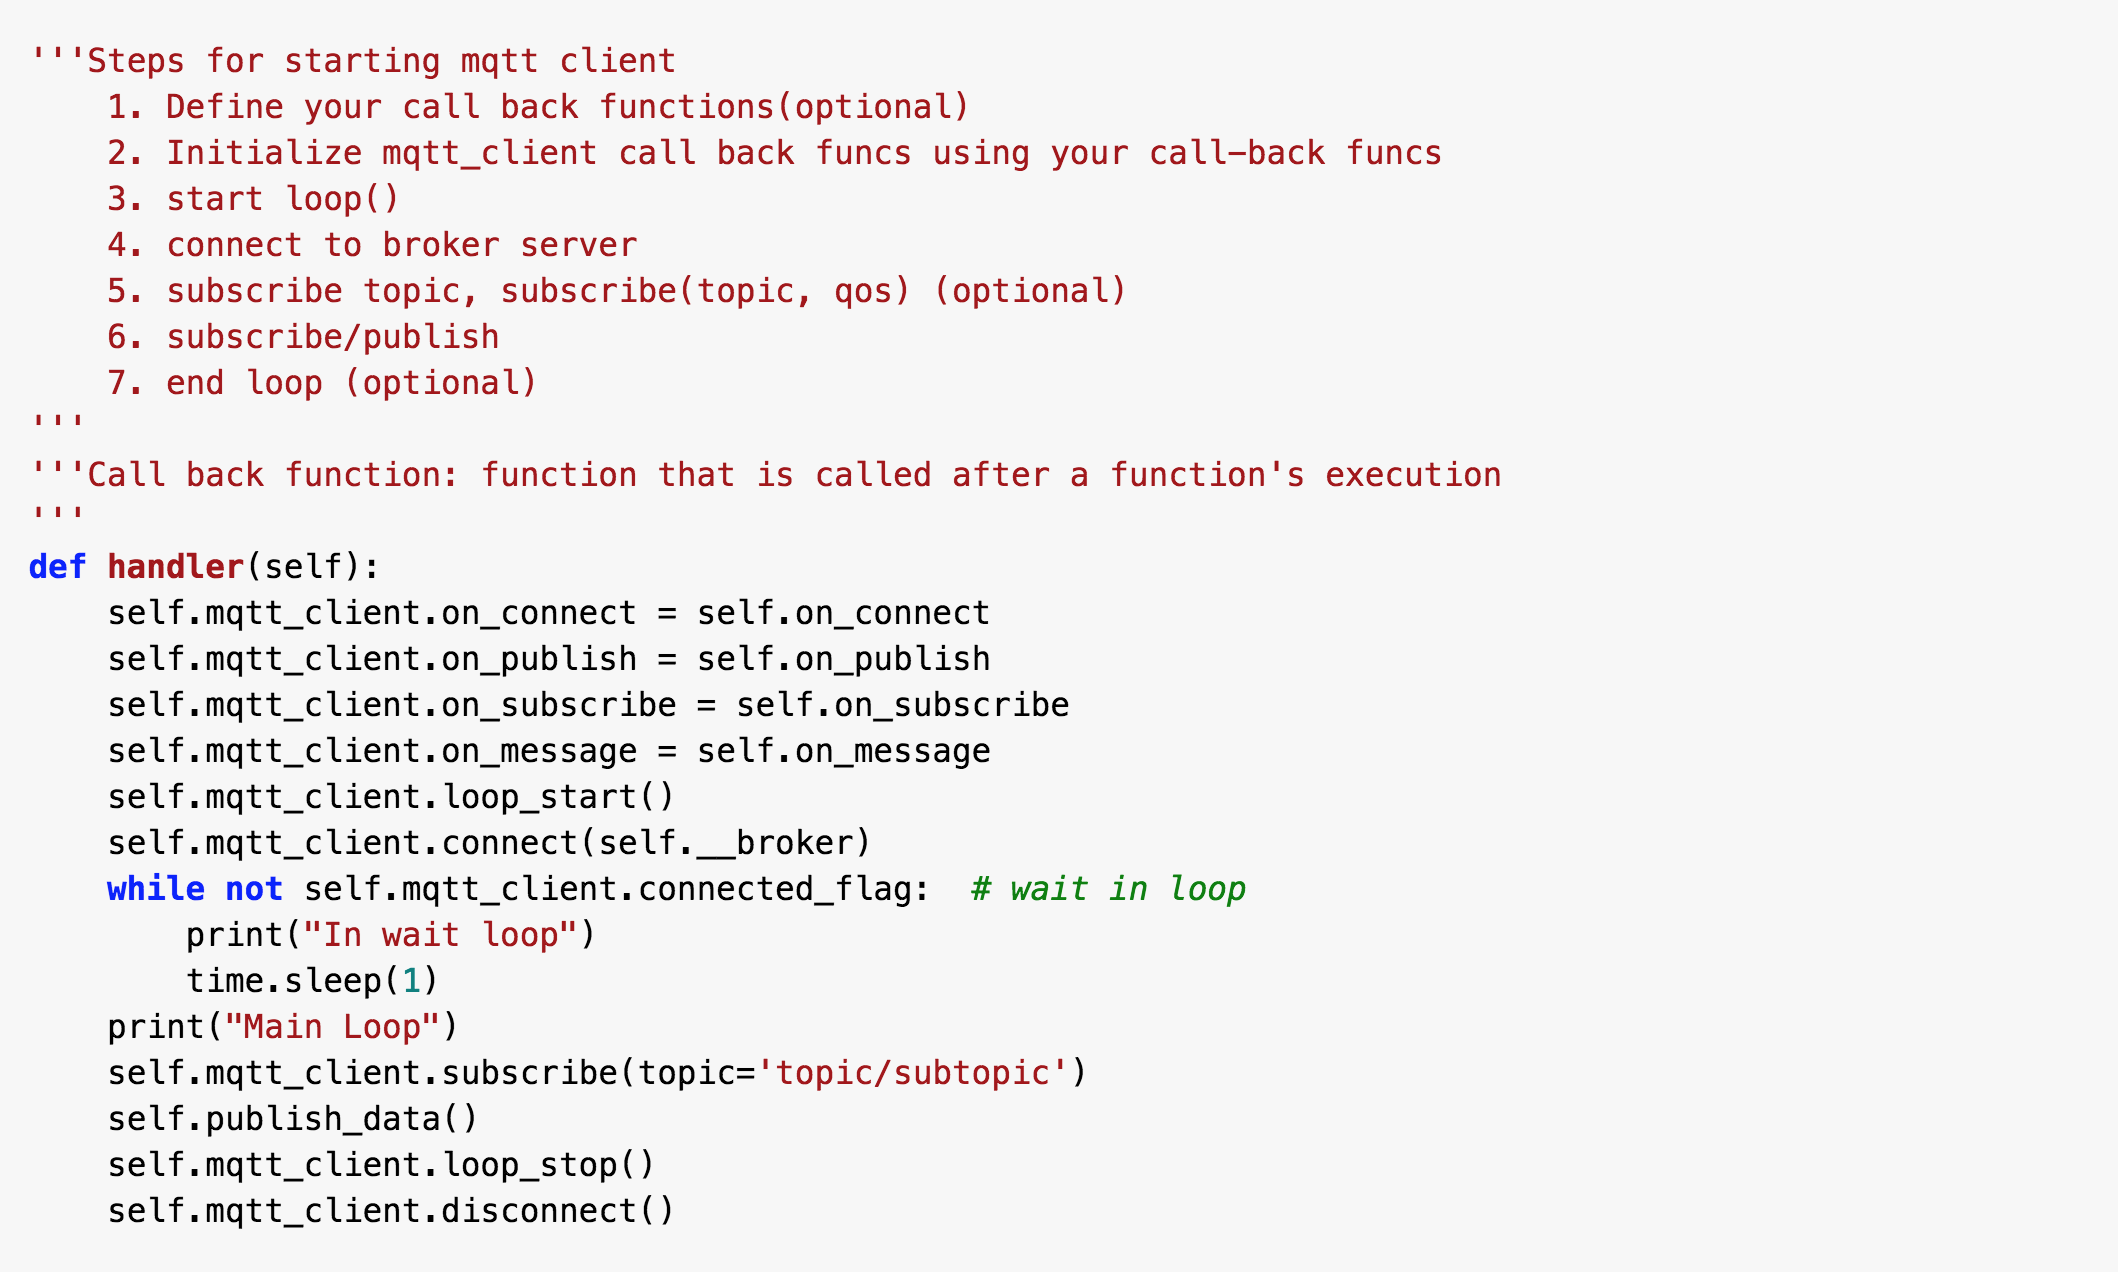 '''Steps for starting mqtt client
    1. Define your call back functions(optional)
    2. Initialize mqtt_client call back funcs using your call-back funcs
    3. start loop()
    4. connect to broker server
    5. subscribe topic, subscribe(topic, qos) (optional)
    6. subscribe/publish
    7. end loop (optional)
'''
'''Call back function: function that is called after a function's execution
'''
def handler(self):
    self.mqtt_client.on_connect = self.on_connect
    self.mqtt_client.on_publish = self.on_publish
    self.mqtt_client.on_subscribe = self.on_subscribe
    self.mqtt_client.on_message = self.on_message
    self.mqtt_client.loop_start()
    self.mqtt_client.connect(self.__broker)
    while not self.mqtt_client.connected_flag:  # wait in loop
        print("In wait loop")
        time.sleep(1)
    print("Main Loop")
    self.mqtt_client.subscribe(topic='topic/subtopic')
    self.publish_data()
    self.mqtt_client.loop_stop()
    self.mqtt_client.disconnect()